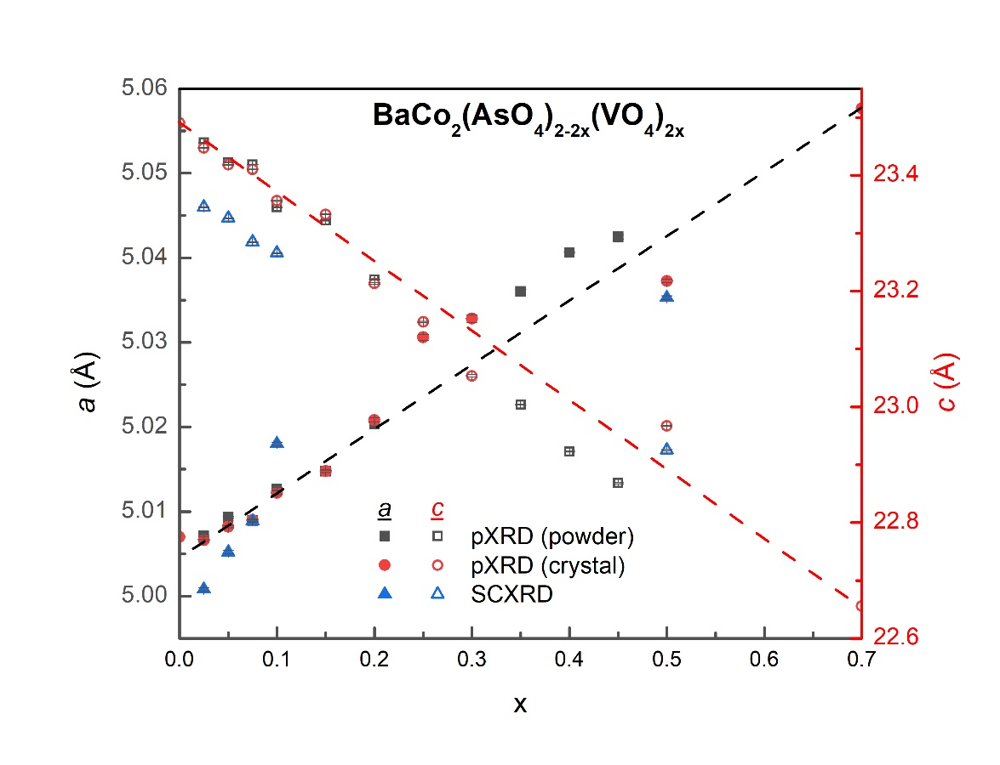 BaCo2(AsO4)2-2x(VO4)2x
5.06
5.05
5.04
5.03
5.02
5.01
5.00
a (Å)
23.4
23.2
23.0
22.8
22.6
c (Å)
a c
pXRD (powder)
pXRD (crystal)
SCXRD
0.0 0.1 0.2 0.3 0.4 0.5 0.6 0.7
x